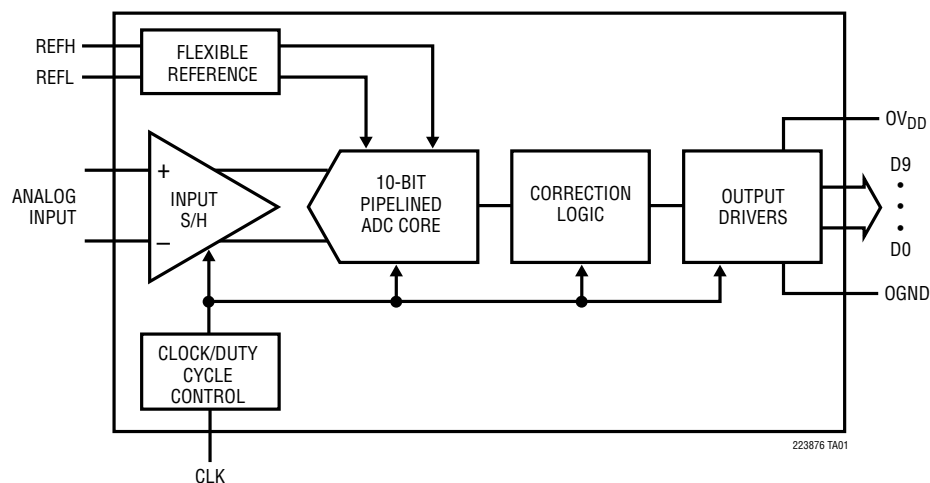 REFH
REFL
FLEXIBLE
REFERENCE
OVDD
ANALOG
INPUT
+
−
INPUT
S/H
10-BIT
PIPELINED
ADC CORE
CORRECTION
LOGIC
OUTPUT
DRIVERS
D9
•
•
•
D0
OGND
CLOCK/DUTY
CYCLE
CONTROL
CLK
223876 TA01